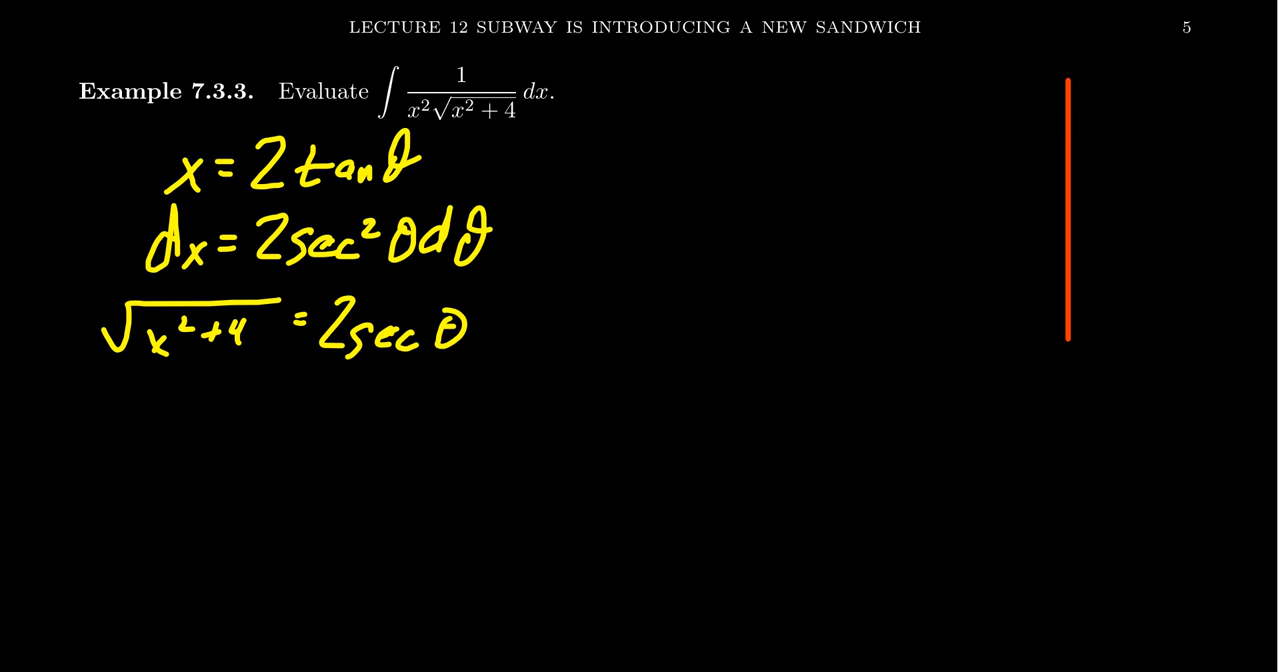 LECTURE 12 SUBWAY IS INTRODUCING A NEW SANDWICH 5
Example 7.3.3. Evaluate ∫ 1/(x²√(x² + 4)) dx.
x = 2 tan θ
dx = 2 sec² θ dθ
√(x² + 4) = 2 sec θ